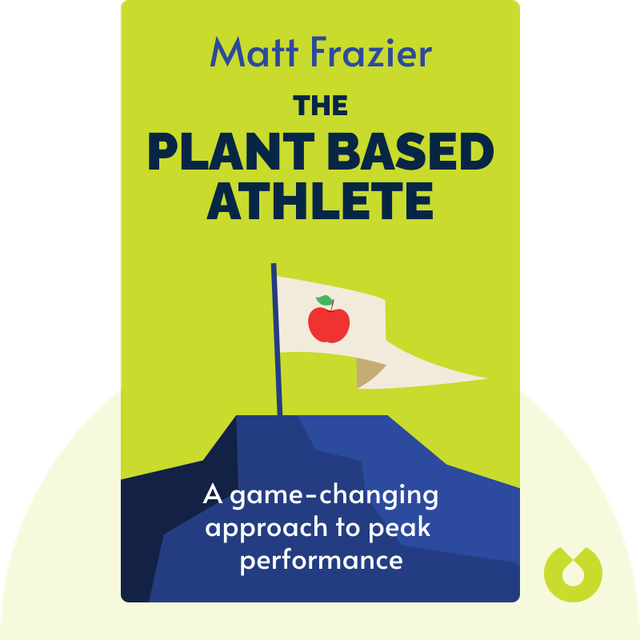 Matt Frazier
THE
PLANT BASED
ATHLETE
A game-changing
approach to peak
performance